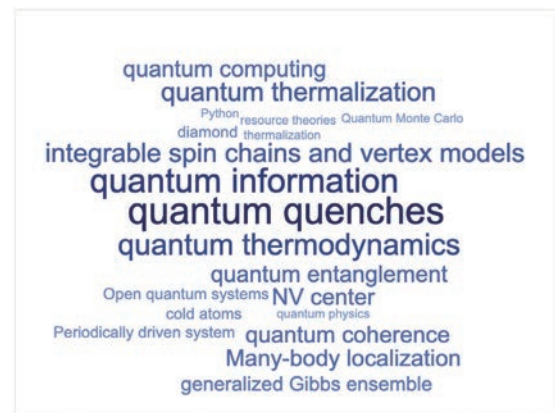 quantum computing
quantum thermalization
Python resource theories Quantum Monte Carlo
diamond thermalization
integrable spin chains and vertex models
quantum information
quantum quenches
quantum thermodynamics
quantum entanglement
Open quantum systems NV center
cold atoms quantum physics
Periodically driven system quantum coherence
Many-body localization
generalized Gibbs ensemble